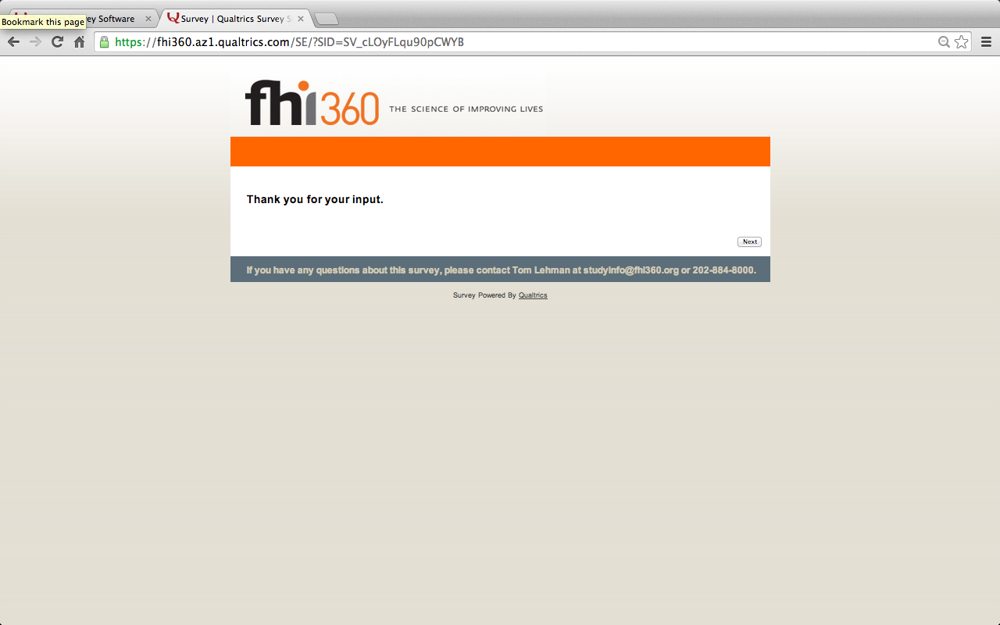 Bookmark this page
ey Software
Survey | Qualtrics Survey S
https://fhi360.az1.qualtrics.com/SE/?SID=SV_cLOyFLqu90pCWYB
fhi360 THE SCIENCE OF IMPROVING LIVES
Thank you for your input.
Next
If you have any questions about this survey, please contact Tom Lehman at studyinfo@fhi360.org or 202-884-8000.
Survey Powered By Qualtrics